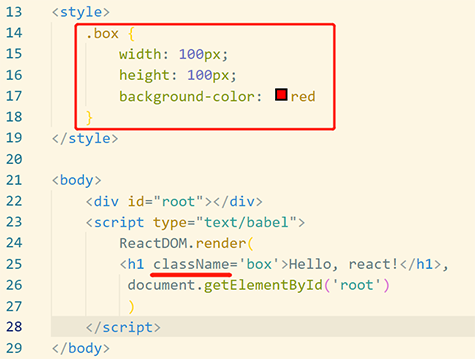 13 <style>
14 .box {
15 width: 100px;
16 height: 100px;
17 background-color: red
18 }
19 </style>
20
21 <body>
22 <div id="root"></div>
23 <script type="text/babel">
24 ReactDOM.render(
25 <h1 className='box'>Hello, react!</h1>,
26 document.getElementById('root')
27 )
28 </script>
29 </body>